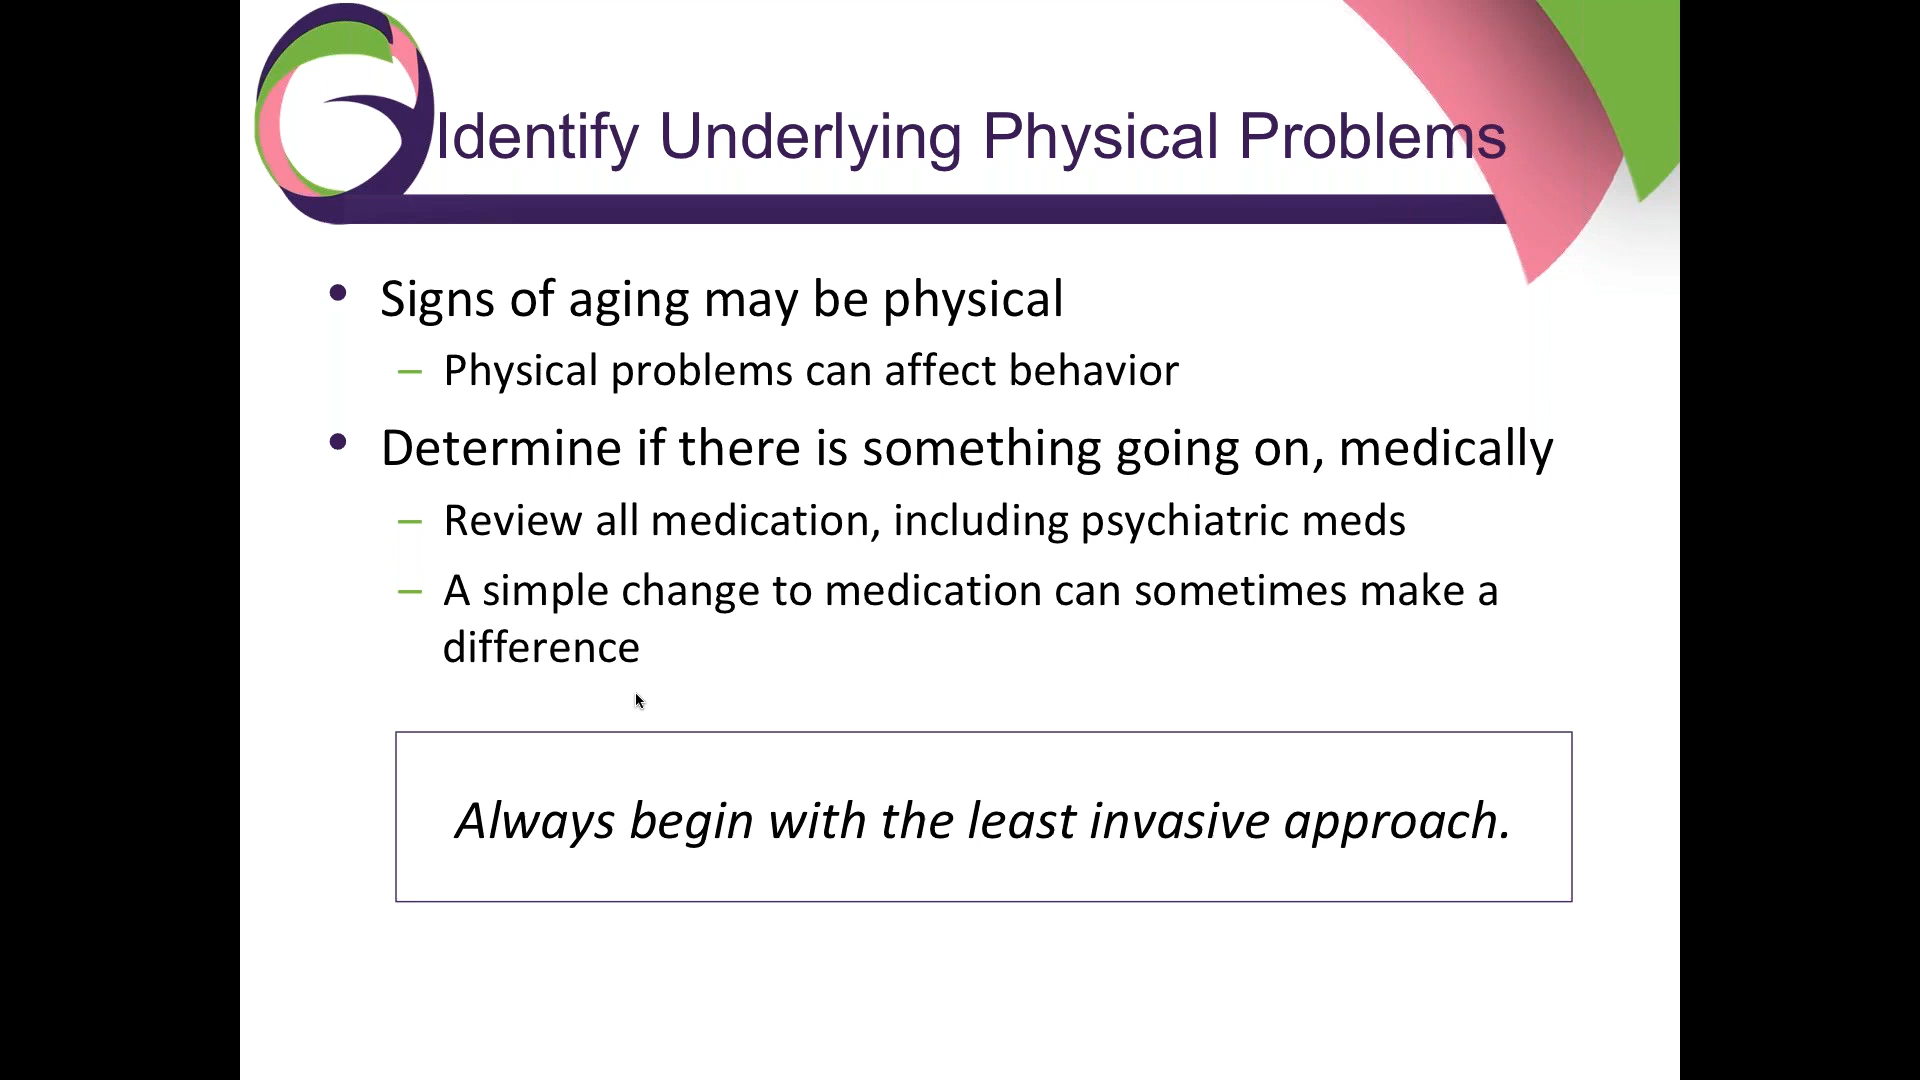 Identify Underlying Physical Problems
• Signs of aging may be physical
– Physical problems can affect behavior
• Determine if there is something going on, medically
– Review all medication, including psychiatric meds
– A simple change to medication can sometimes make a
difference
Always begin with the least invasive approach.